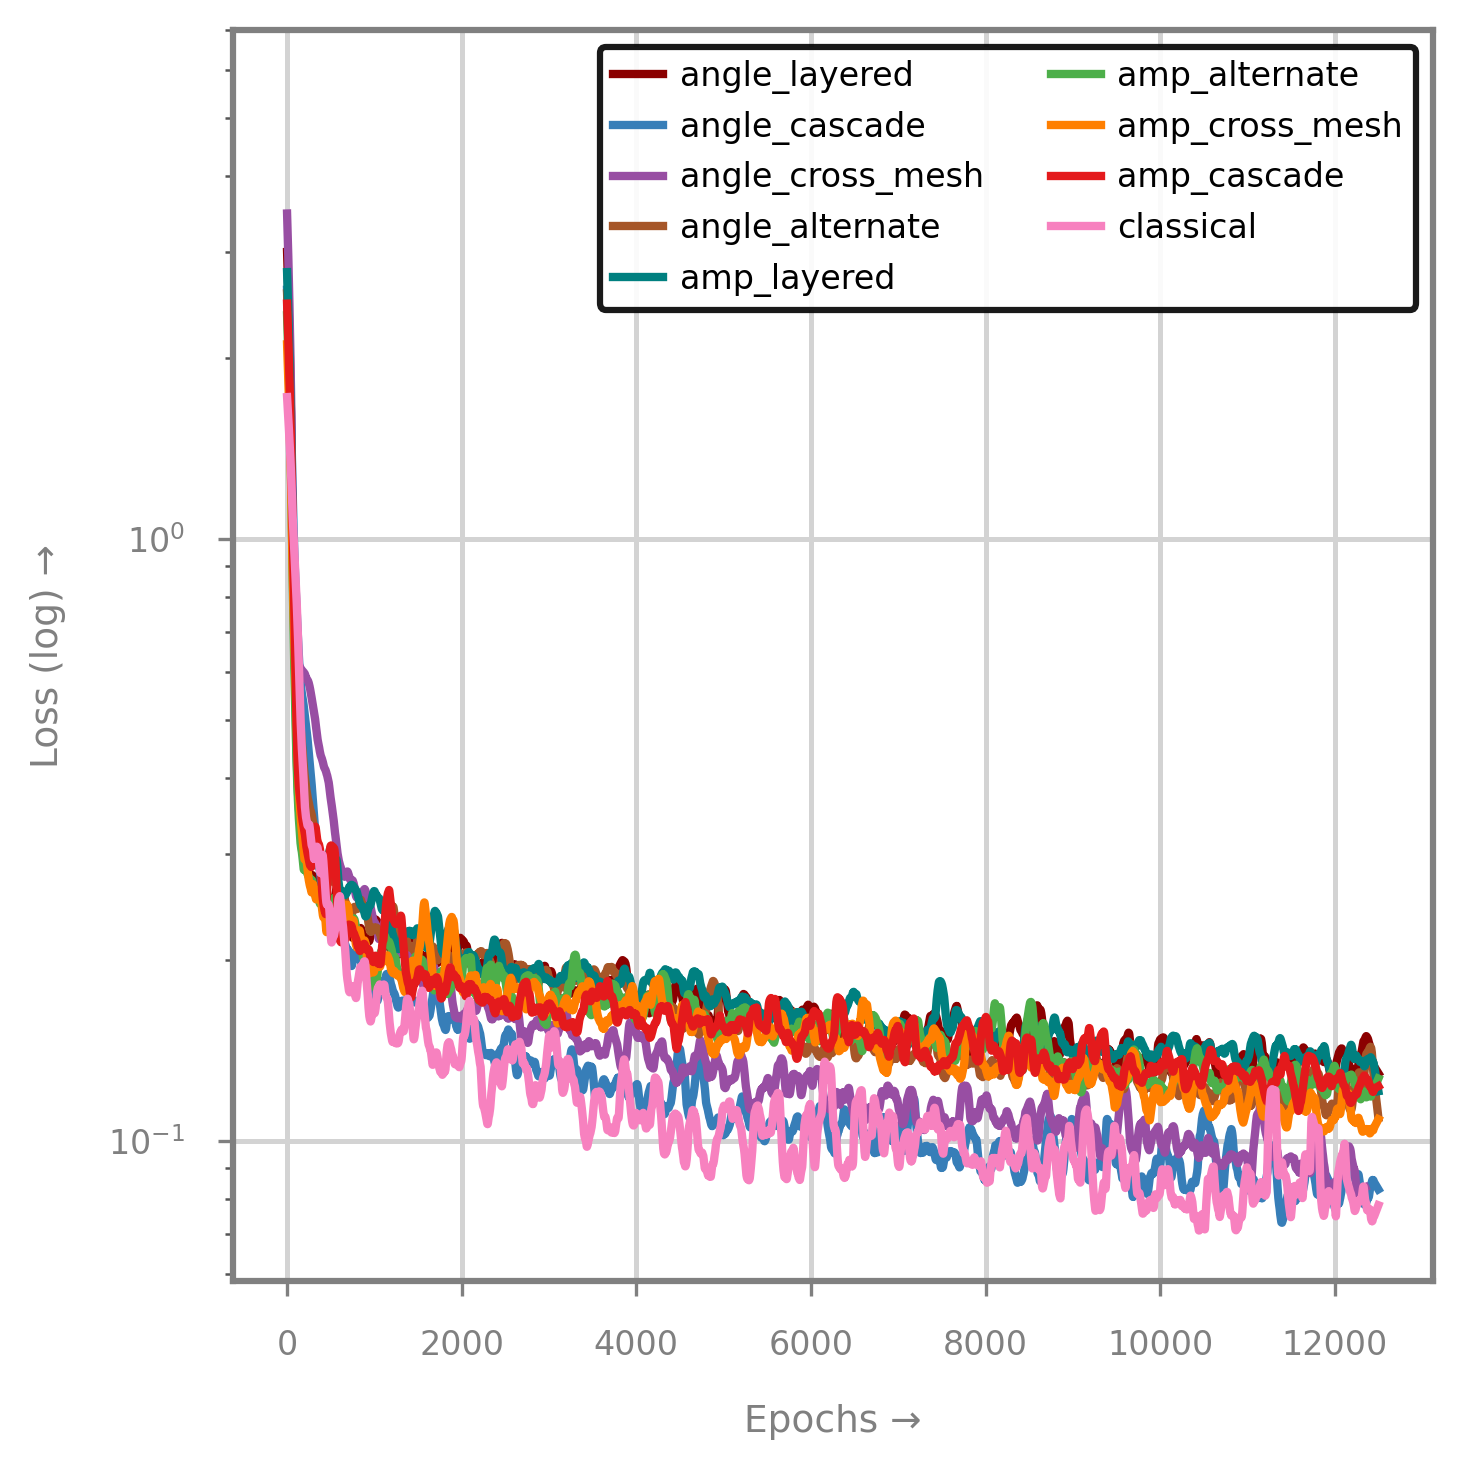 angle_layered
angle_cascade
angle_cross_mesh
angle_alternate
amp_layered
amp_alternate
amp_cross_mesh
amp_cascade
classical
Loss (log) →
10⁰
10⁻¹
0 2000 4000 6000 8000 10000 12000
Epochs →